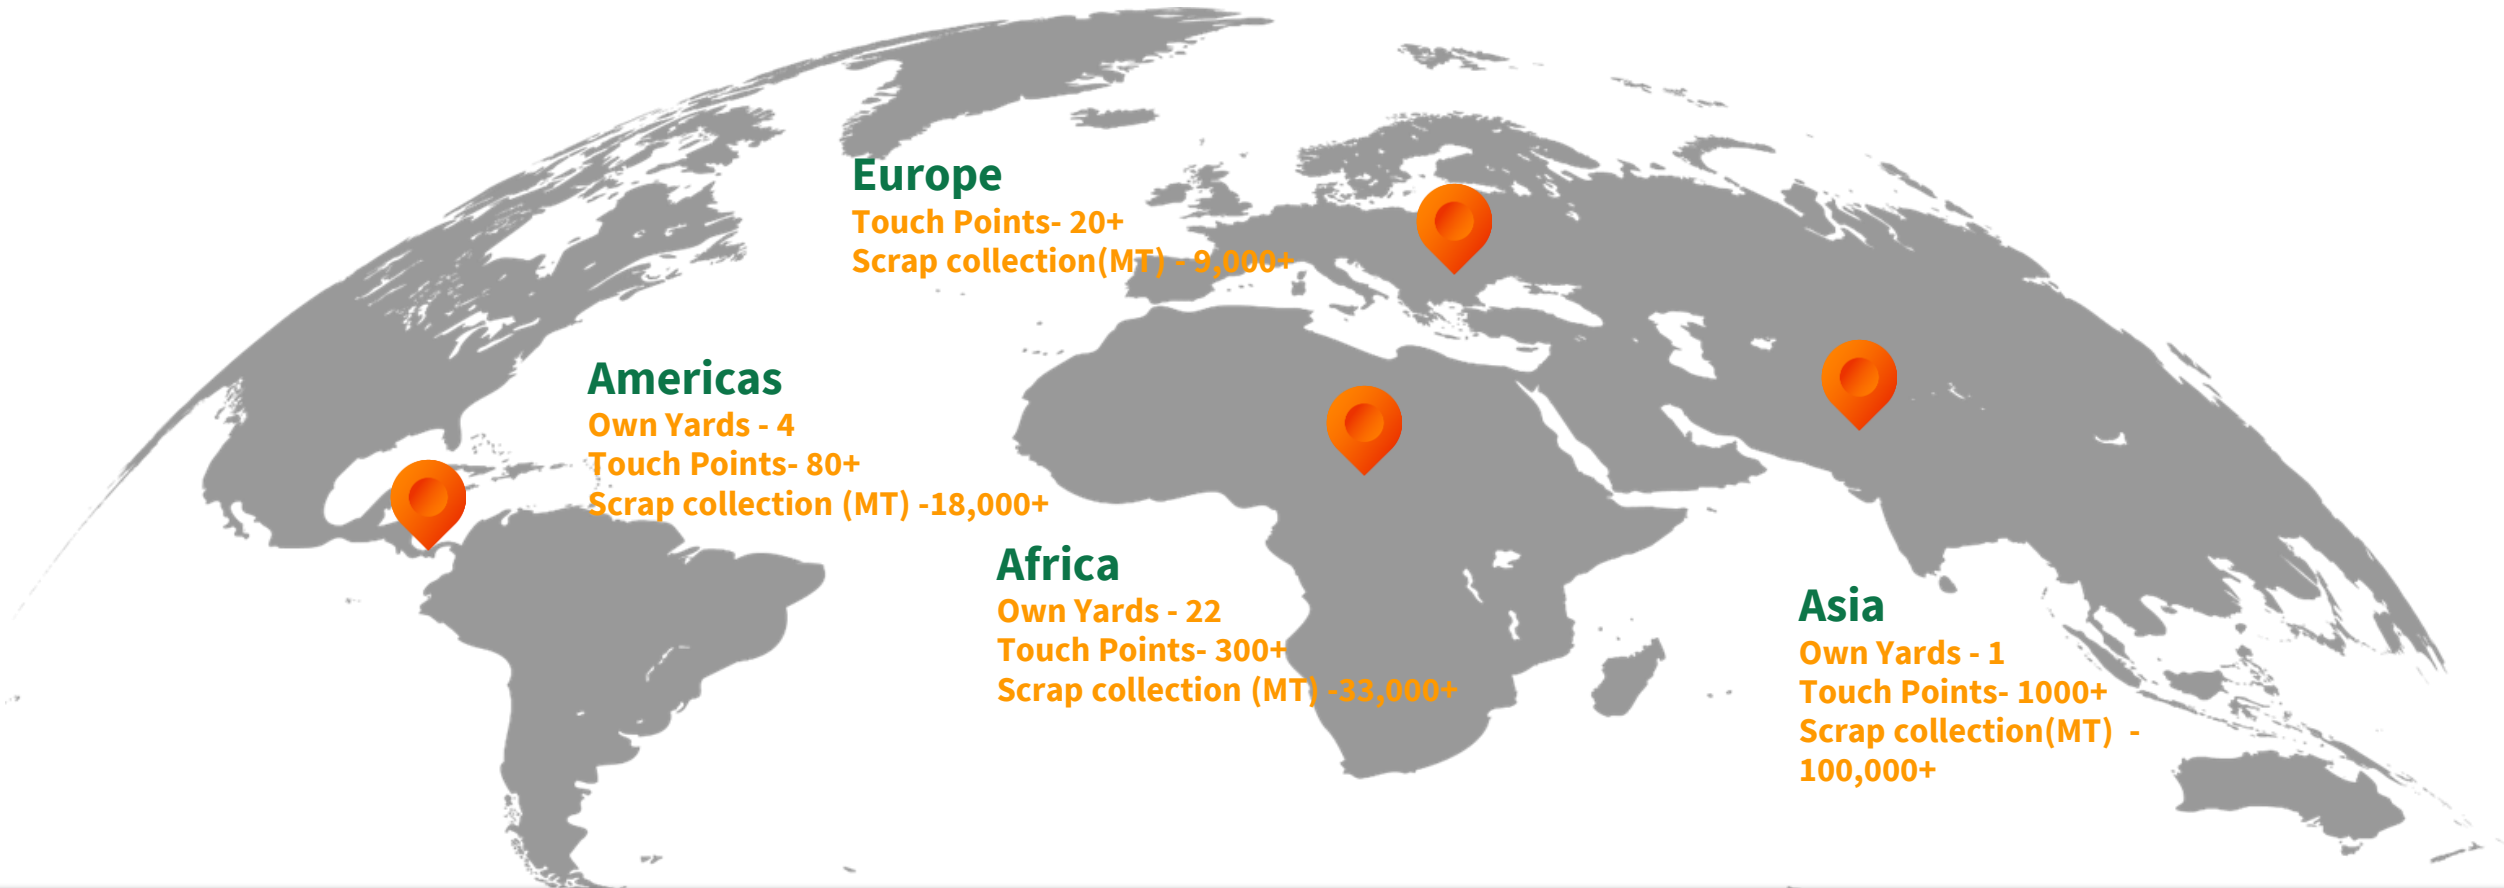 Europe
Touch Points- 20+
Scrap collection(MT) - 9,000+
Americas
Own Yards - 4
Touch Points- 80+
Scrap collection (MT) -18,000+
Africa
Own Yards - 22
Touch Points- 300+
Scrap collection (MT) -33,000+
Asia
Own Yards - 1
Touch Points- 1000+
Scrap collection(MT)  -
100,000+